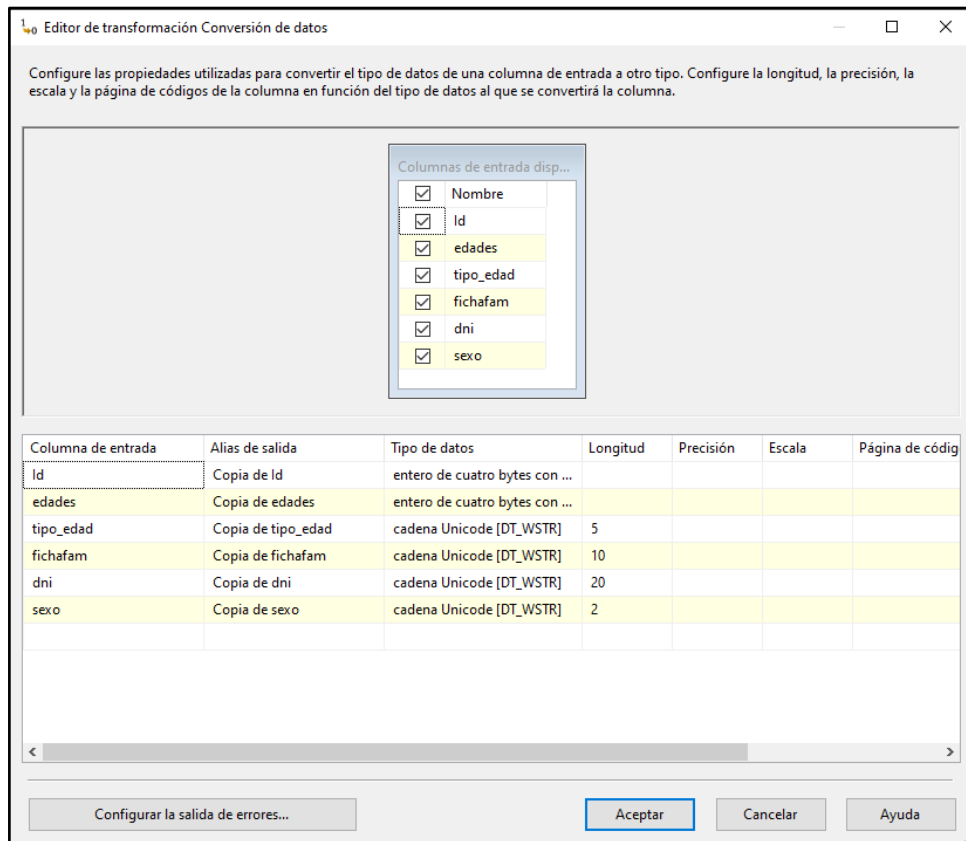 Editor de transformación Conversión de datos
Configure las propiedades utilizadas para convertir el tipo de datos de una columna de entrada a otro tipo. Configure la longitud, la precisión, la
escala y la página de códigos de la columna en función del tipo de datos al que se convertirá la columna.
Columnas de entrada disp...
Nombre
Id
edades
tipo_edad
fichafam
dni
sexo
Columna de entrada Alias de salida Tipo de datos Longitud Precisión Escala Página de códig
Id Copia de Id entero de cuatro bytes con ...
edades Copia de edades entero de cuatro bytes con ...
tipo_edad Copia de tipo_edad cadena Unicode [DT_WSTR] 5
fichafam Copia de fichafam cadena Unicode [DT_WSTR] 10
dni Copia de dni cadena Unicode [DT_WSTR] 20
sexo Copia de sexo cadena Unicode [DT_WSTR] 2
Configurar la salida de errores... Aceptar Cancelar Ayuda